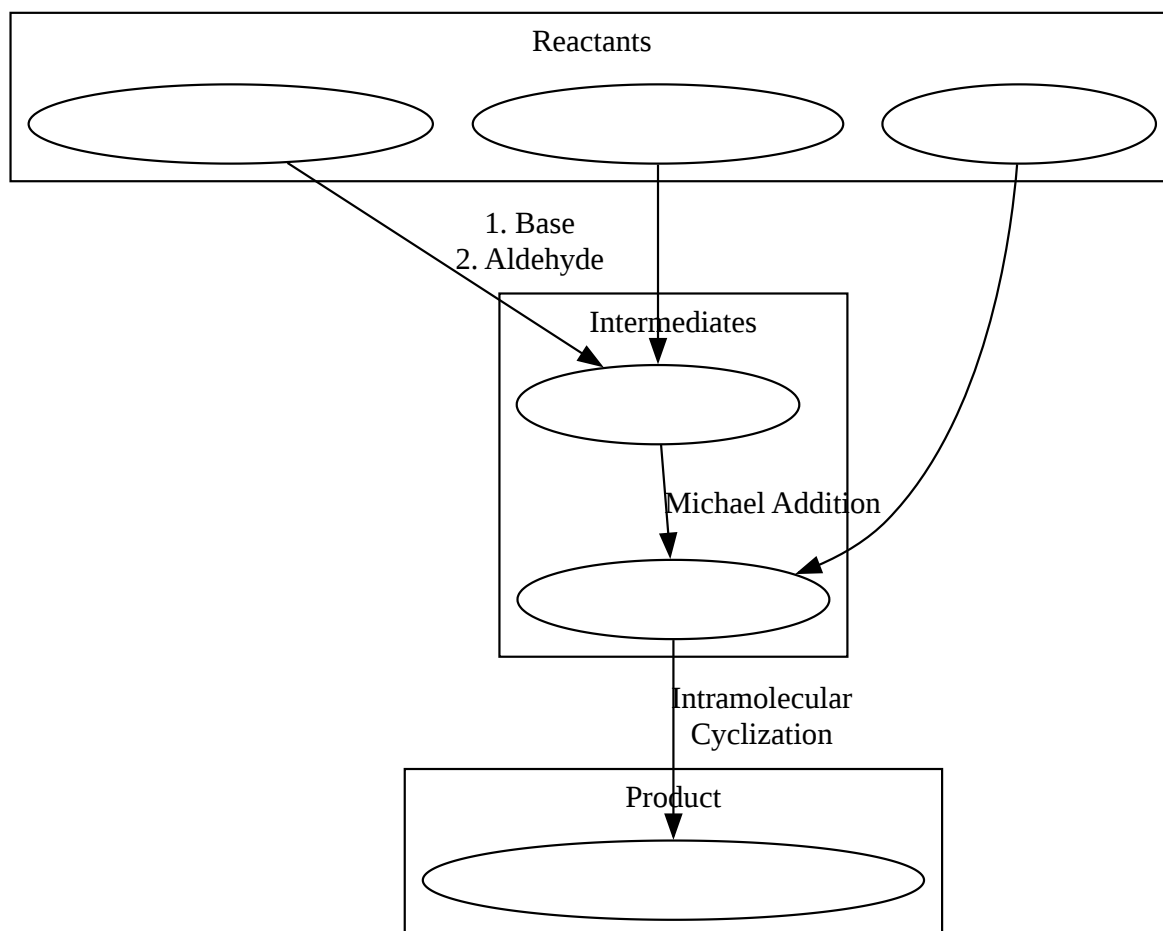 Reactants
1. Base
2. Aldehyde
Intermediates
Michael Addition
Intramolecular
Cyclization
Product